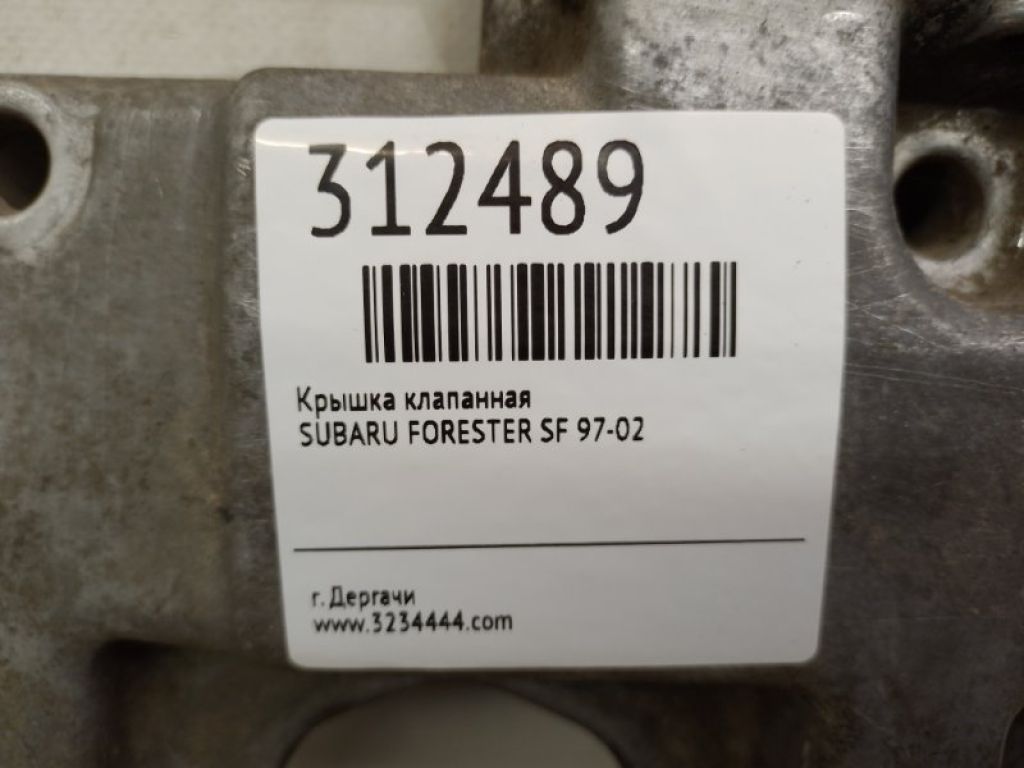 312489
Крышка клапанная
SUBARU FORESTER SF 97-02
г. Дергачи
www.3234444.com